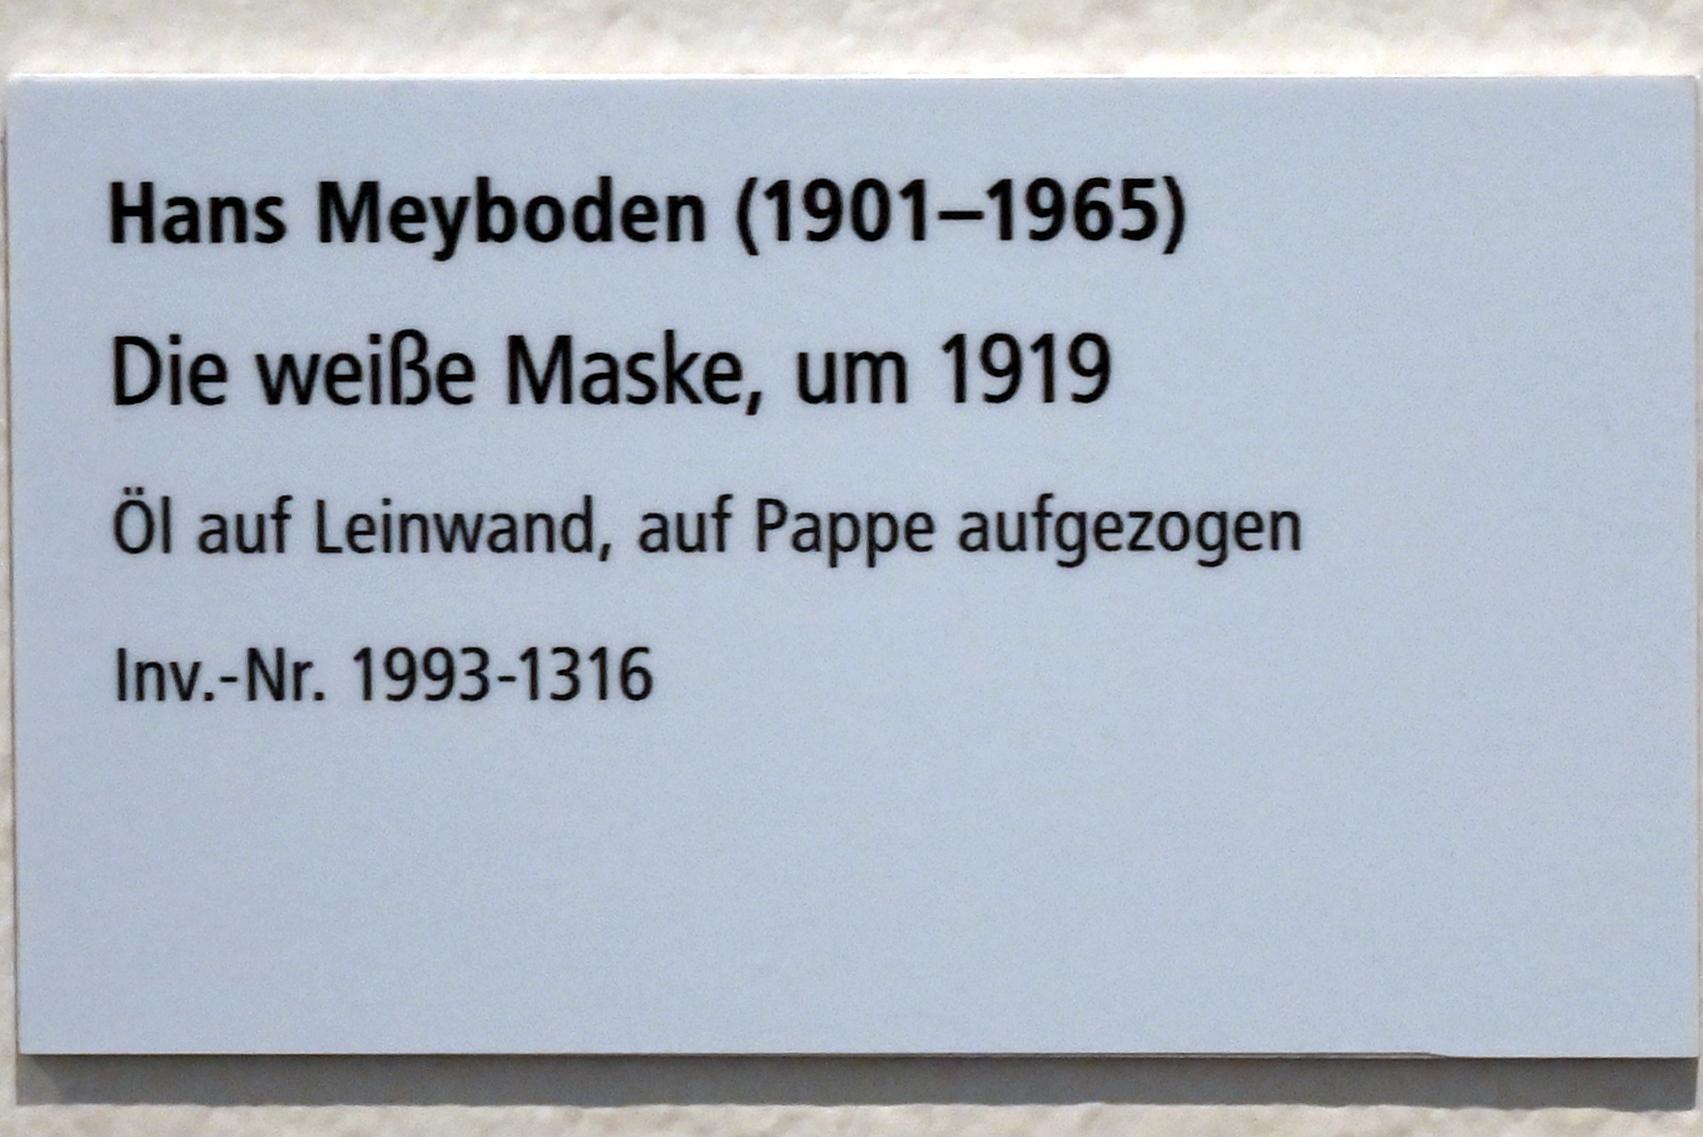 Hans Meyboden (1901–1965)
Die weiße Maske, um 1919
Öl auf Leinwand, auf Pappe aufgezogen
Inv.-Nr. 1993-1316